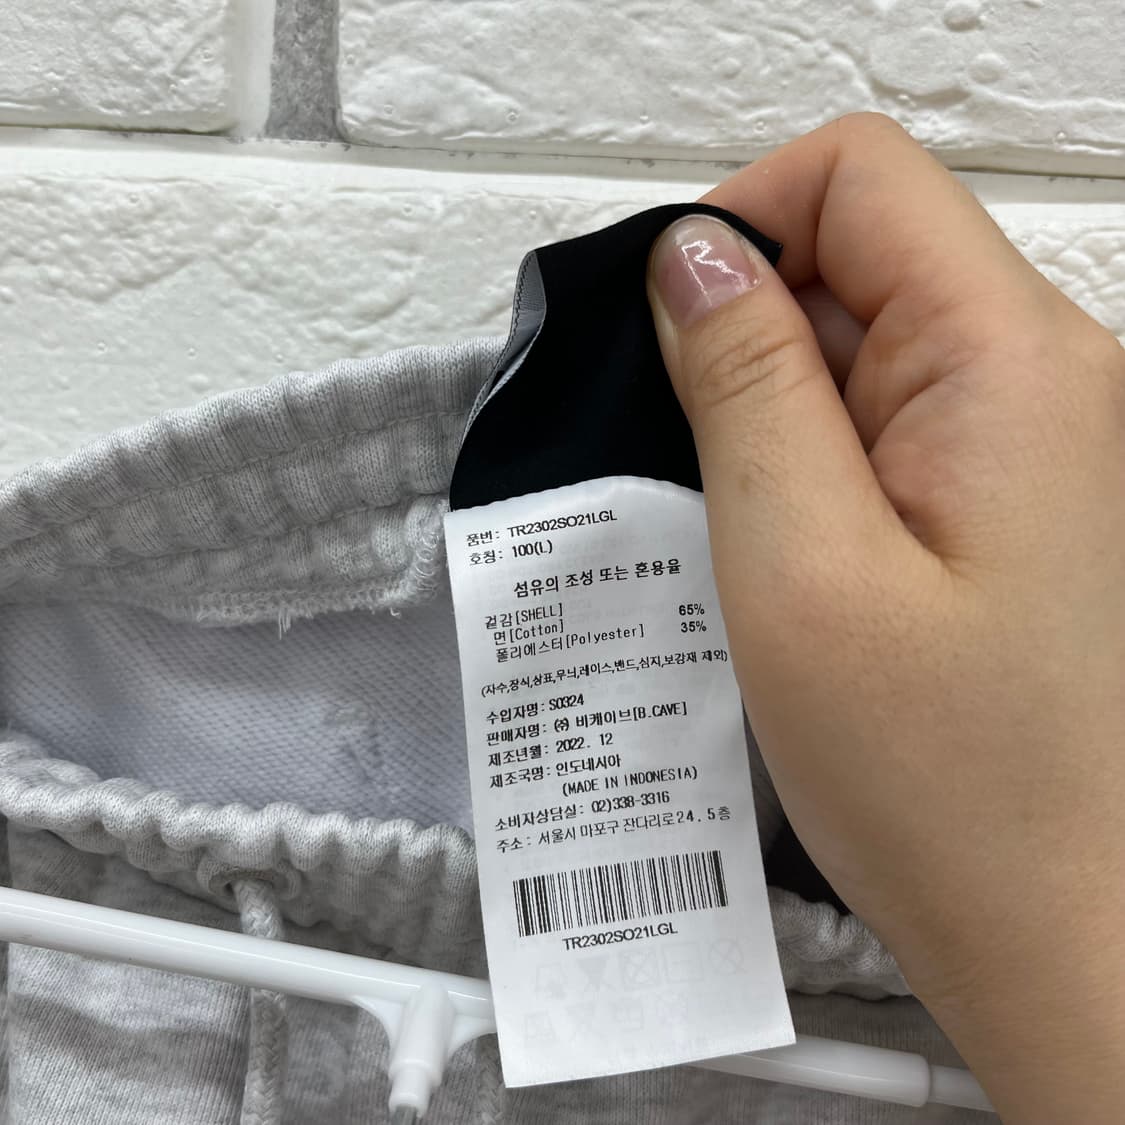 품번: TR2302SO21LGL
호칭: 100(L)
섬유의 조성 또는 혼용율
겉감[SHELL]
면[Cotton] 65%
폴리에스터[Polyester] 35%
(자수,장식,상표,무늬,레이스,밴드,심지,보강재 제외)
수입자명: S0324
판매자명: ㈜ 비케이브[B.CAVE]
제조년월: 2022. 12
제조국명: 인도네시아
(MADE IN INDONESIA)
소비자상담실: 02)338-3316
주소: 서울시 마포구 잔다리로24. 5층
TR2302SO21LGL